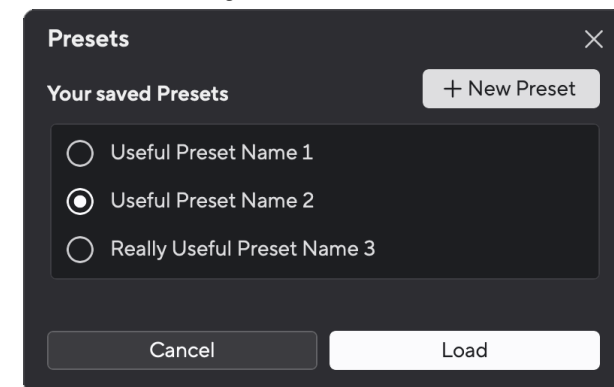 Presets
Your saved Presets
+ New Preset
Useful Preset Name 1
Useful Preset Name 2
Really Useful Preset Name 3
Cancel
Load